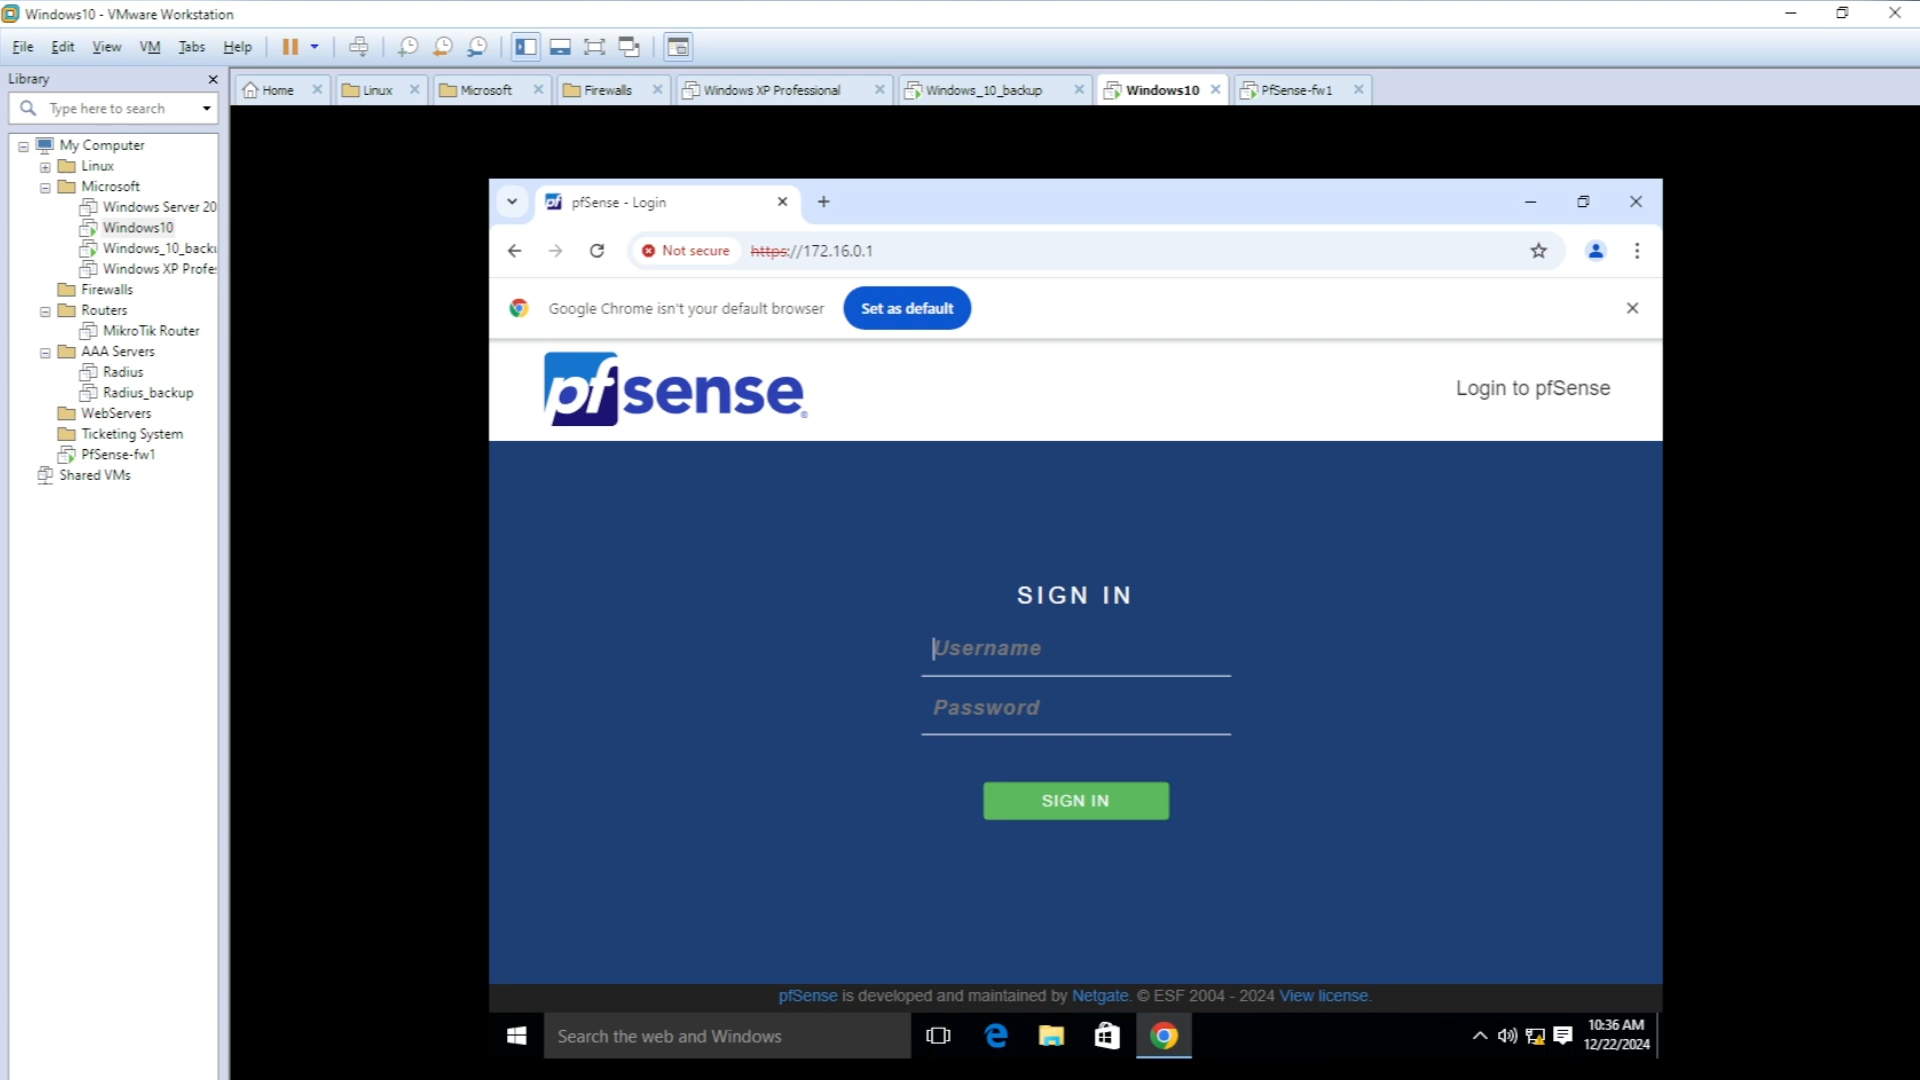 Windows10 - VMware Workstation
File Edit View VM Tabs Help
Library
Type here to search
Home Linux Microsoft Firewalls Windows XP Professional Windows_10_backup Windows10 PfSense-fw1
My Computer
Linux
Microsoft
Windows Server 20
Windows10
Windows_10_backu
Windows XP Profes
Firewalls
Routers
MikroTik Router
AAA Servers
Radius
Radius_backup
WebServers
Ticketing System
PfSense-fw1
Shared VMs
pf pfSense - Login
Not secure https://172.16.0.1
Google Chrome isn't your default browser Set as default
pfsense
Login to pfSense
SIGN IN
Username
Password
SIGN IN
pfSense is developed and maintained by Netgate. © ESF 2004 - 2024 View license.
Search the web and Windows
10:36 AM
12/22/2024